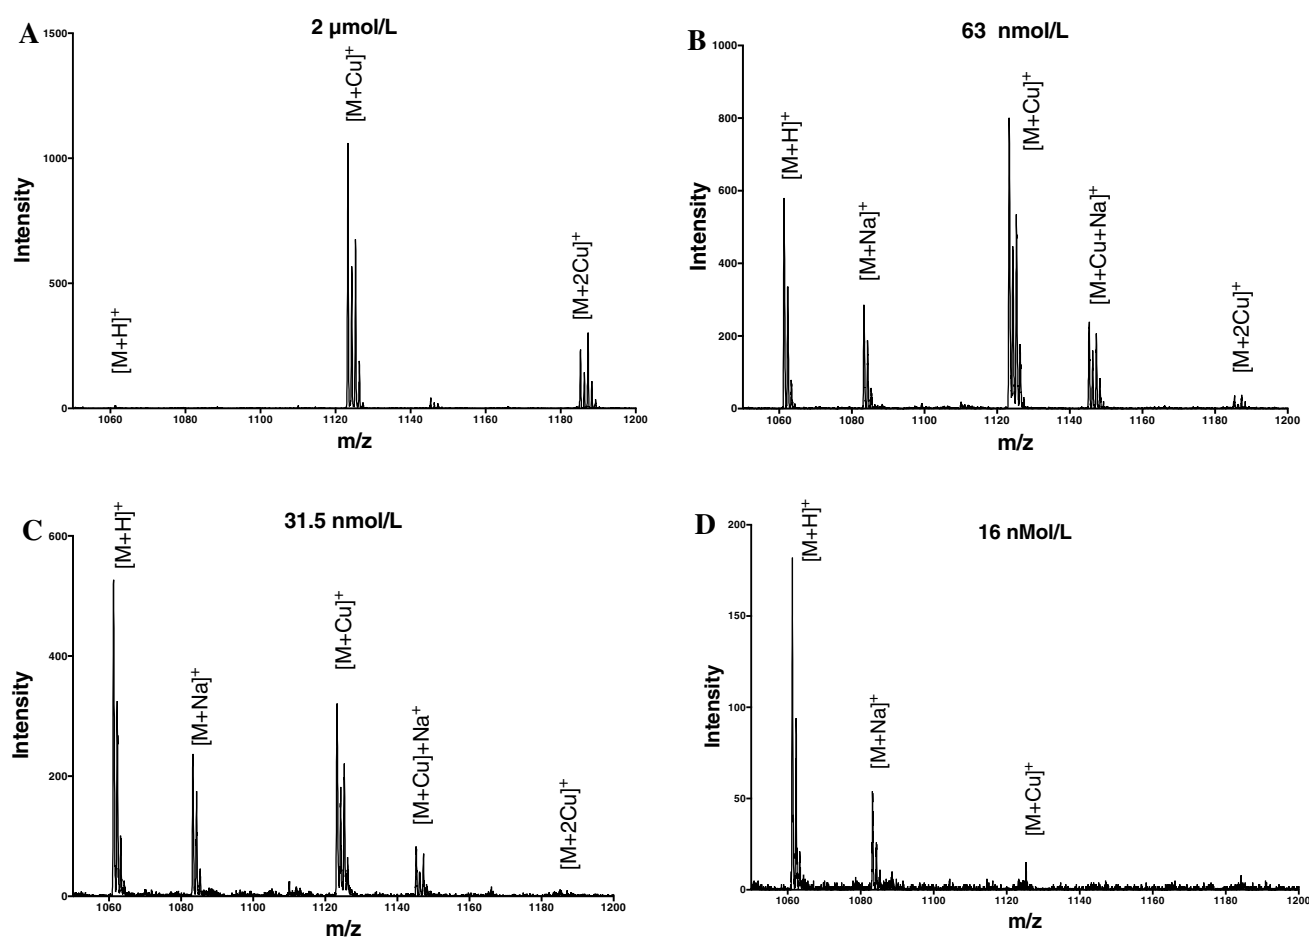 A
2 µmol/L
1500
1000
500
0
Intensity
[M+H]⁺
[M+Cu]⁺
[M+2Cu]⁺
1060 1080 1100 1120 1140 1160 1180 1200
m/z
B
63 nmol/L
1000
800
600
400
200
0
Intensity
[M+H]⁺
[M+Na]⁺
[M+Cu]⁺
[M+Cu+Na]⁺
[M+2Cu]⁺
1060 1080 1100 1120 1140 1160 1180 1200
m/z
C
31.5 nmol/L
600
400
200
0
Intensity
[M+H]⁺
[M+Na]⁺
[M+Cu]⁺
[M+Cu]+Na⁺
[M+2Cu]⁺
1060 1080 1100 1120 1140 1160 1180 1200
m/z
D
16 nMol/L
200
150
100
50
0
Intensity
[M+H]⁺
[M+Na]⁺
[M+Cu]⁺
1060 1080 1100 1120 1140 1160 1180 1200
m/z